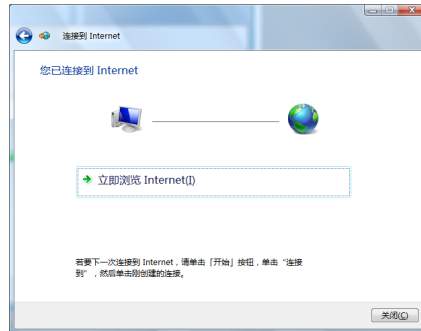 连接到 Internet
您已连接到 Internet
立即浏览 Internet(I)
若要下一次连接到 Internet，请单击「开始」按钮，单击“连接
到”，然后单击刚创建的连接。
关闭(C)